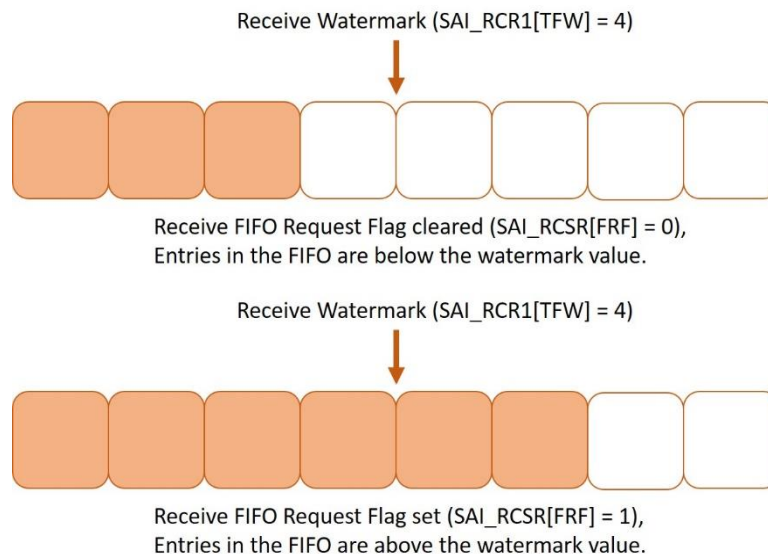 Receive Watermark (SAI_RCR1[TFW] = 4)
Receive FIFO Request Flag cleared (SAI_RCSR[FRF] = 0),
Entries in the FIFO are below the watermark value.
Receive Watermark (SAI_RCR1[TFW] = 4)
Receive FIFO Request Flag set (SAI_RCSR[FRF] = 1),
Entries in the FIFO are above the watermark value.